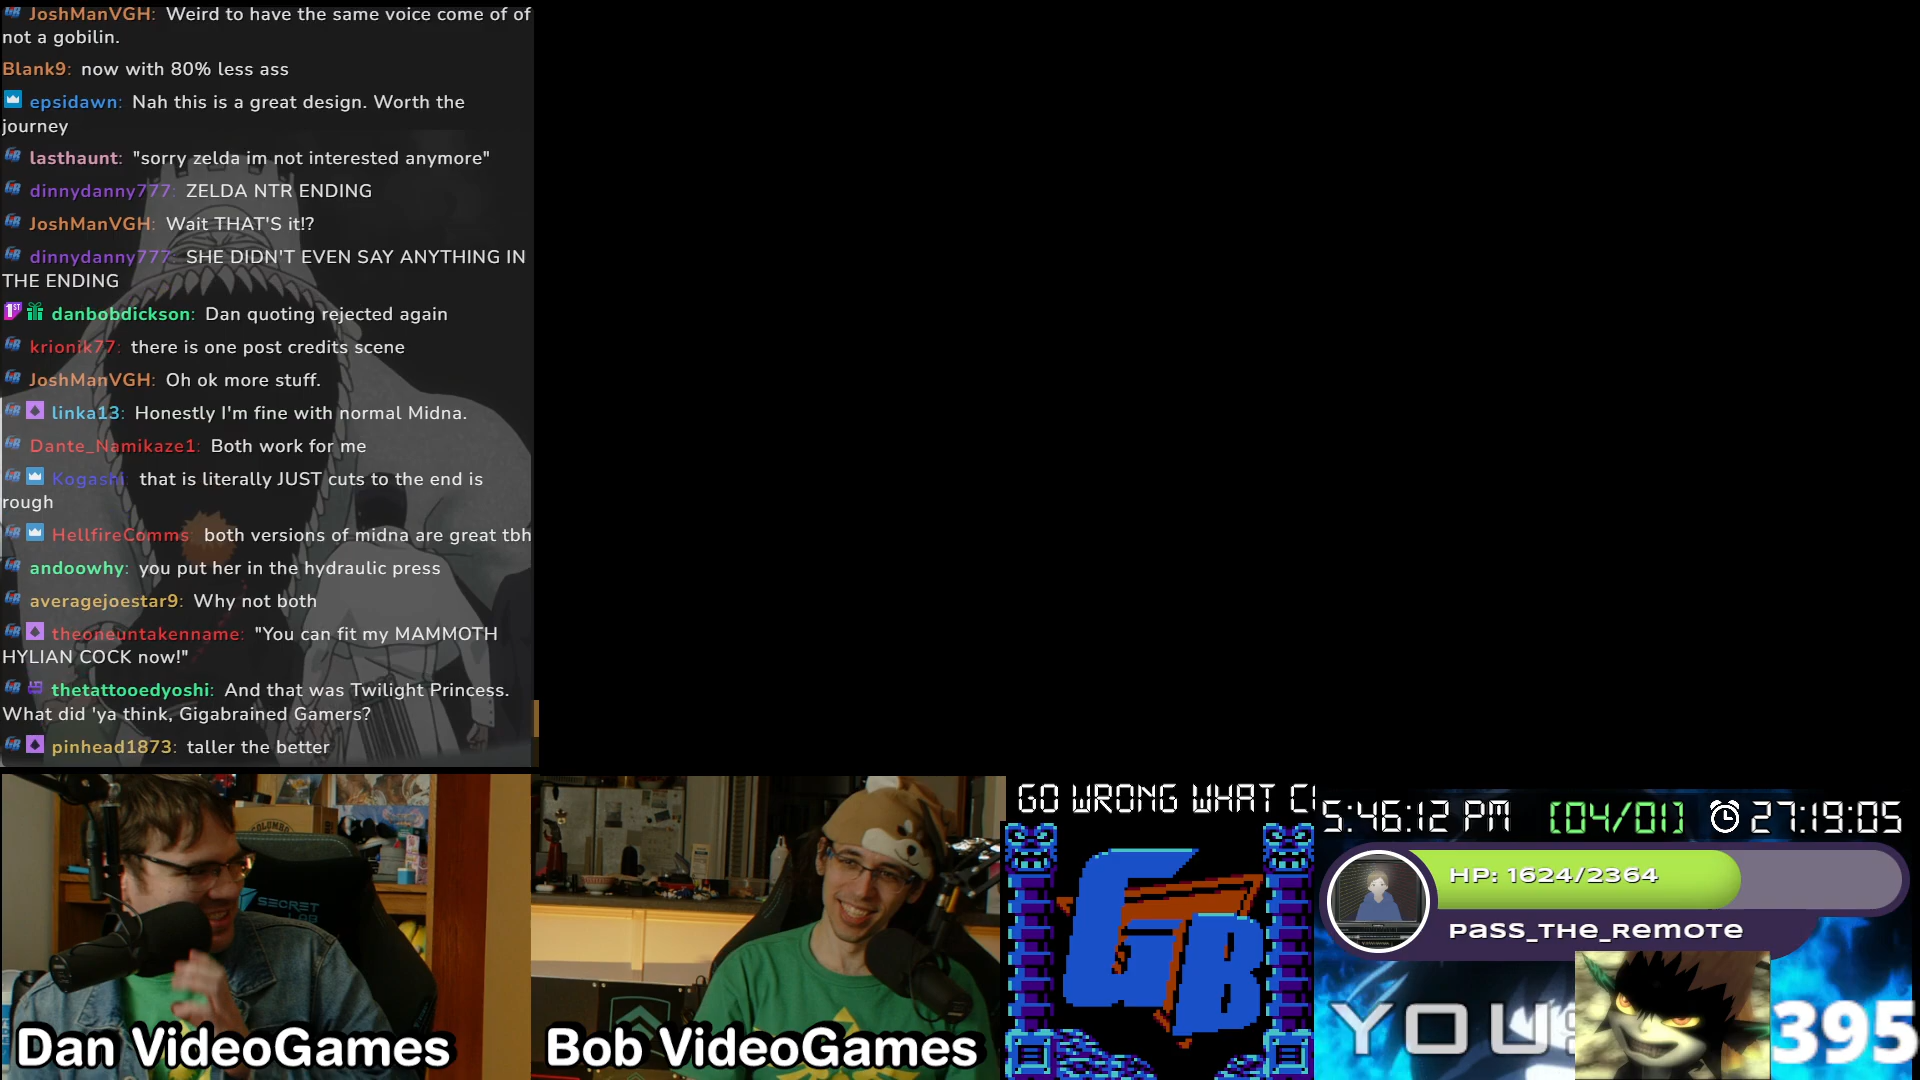 JoshManVGH: Weird to have the same voice come of of
not a gobilin.
Blank9: now with 80% less ass
epsidawn: Nah this is a great design. Worth the
journey
lasthaunt: "sorry zelda im not interested anymore"
dinnydanny777: ZELDA NTR ENDING
JoshManVGH: Wait THAT'S it!?
dinnydanny777: SHE DIDN'T EVEN SAY ANYTHING IN
THE ENDING
danbobdickson: Dan quoting rejected again
krionik77: there is one post credits scene
JoshManVGH: Oh ok more stuff.
linka13: Honestly I'm fine with normal Midna.
Dante_Namikaze1: Both work for me
Kogashi: that is literally JUST cuts to the end is
rough
HellfireComms: both versions of midna are great tbh
andoowhy: you put her in the hydraulic press
averagejoestar9: Why not both
theoneuntakenname: "You can fit my MAMMOTH
HYLIAN COCK now!"
thetattooedyoshi: And that was Twilight Princess.
What did 'ya think, Gigabrained Gamers?
pinhead1873: taller the better
GO WRONG WHAT C
5:46:12 PM [04/01] 27:19:05
HP: 1624/2364
PASS_THE_REMOTE
SECRET
LAB
GB
Dan VideoGames
Bob VideoGames
YOU
395